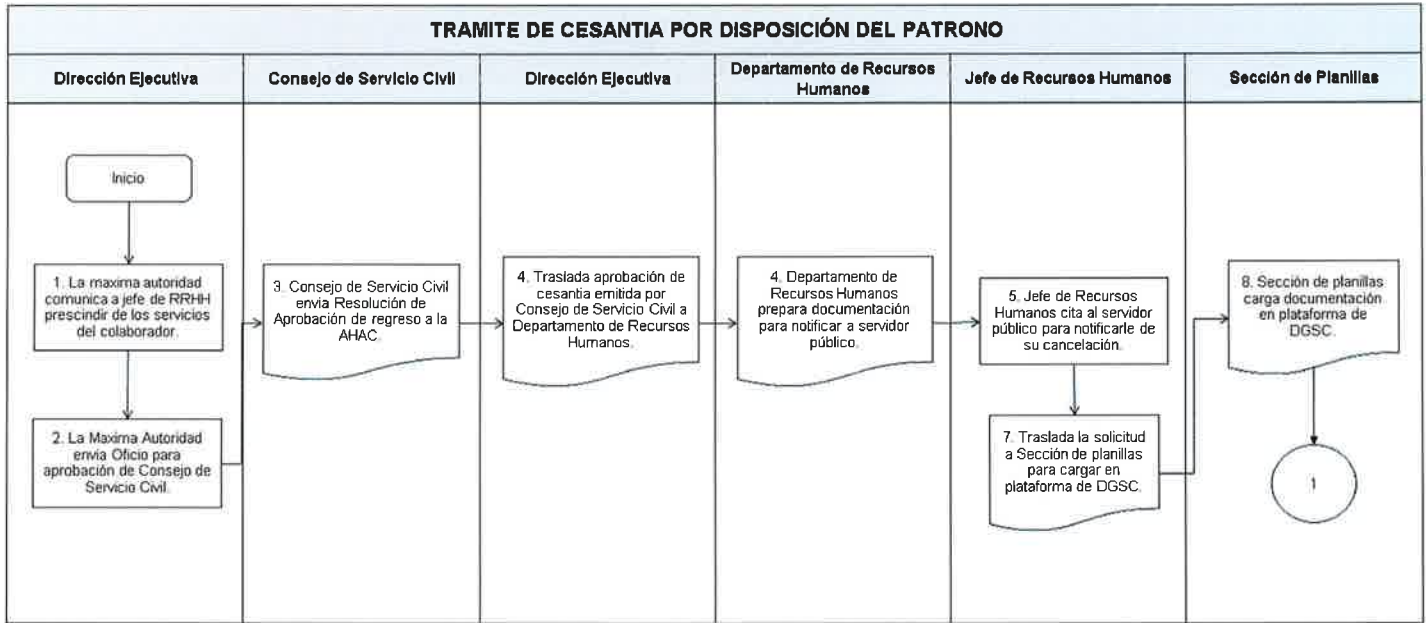 TRAMITE DE CESANTIA POR DISPOSICIÓN DEL PATRONO
Dirección Ejecutiva
Consejo de Servicio Civil
Dirección Ejecutiva
Departamento de Recursos
Humanos
Jefe de Recursos Humanos
Sección de Planillas
Inicio
1. La maxima autoridad
comunica a jefe de RRHH
prescindir de los servicios
del colaborador.
2. La Maxima Autoridad
envia Oficio para
aprobación de Consejo de
Servicio Civil.
3. Consejo de Servicio Civil
envia Resolución de
Aprobación de regreso a la
AHAC.
4. Traslada aprobación de
cesantia emitida por
Consejo de Servicio Civil a
Departamento de Recursos
Humanos.
4. Departamento de
Recursos Humanos
prepara documentación
para notificar a servidor
público.
5. Jefe de Recursos
Humanos cita al servidor
público para notificarle de
su cancelación.
7. Traslada la solicitud
a Sección de planillas
para cargar en
plataforma de DGSC.
8. Sección de planillas
carga documentación
en plataforma de
DGSC.
1